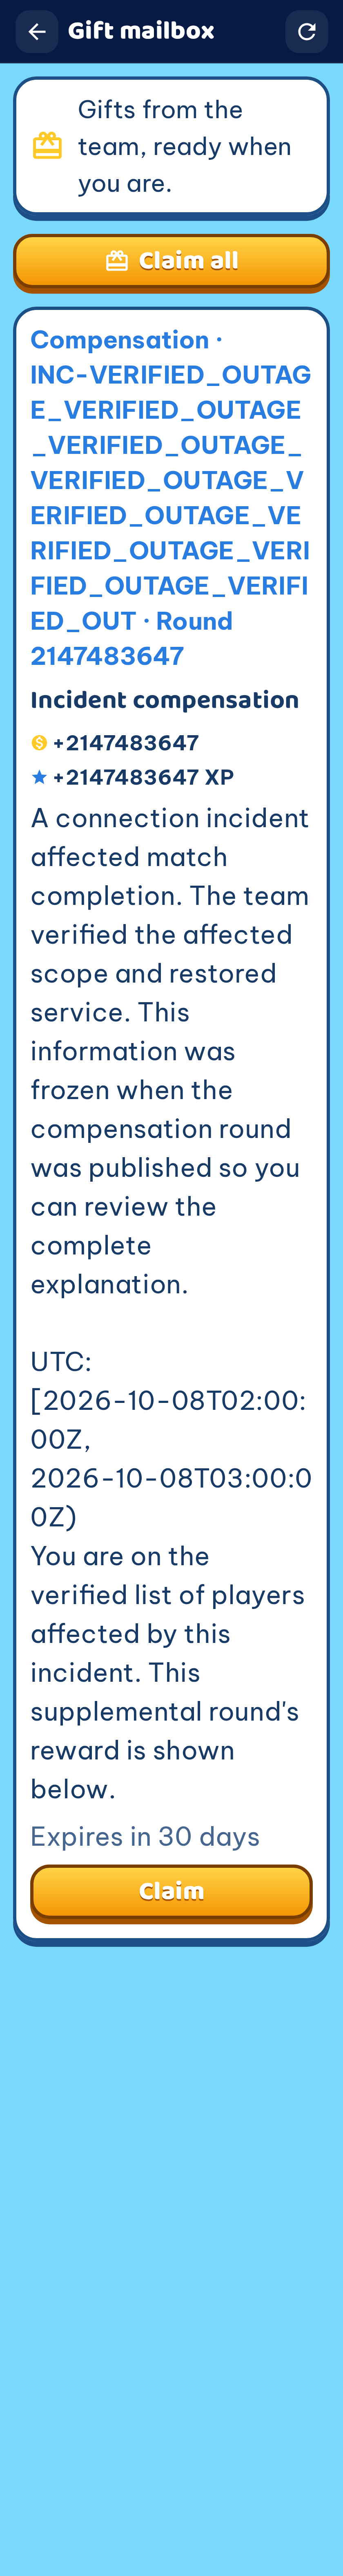 Gift mailbox
Gifts from the
team, ready when
you are.
Claim all
Compensation ·
INC-VERIFIED_OUTAG
E_VERIFIED_OUTAGE
_VERIFIED_OUTAGE_
VERIFIED_OUTAGE_V
ERIFIED_OUTAGE_VE
RIFIED_OUTAGE_VERI
FIED_OUTAGE_VERIFI
ED_OUT · Round
2147483647
Incident compensation
+2147483647
+2147483647 XP
A connection incident
affected match
completion. The team
verified the affected
scope and restored
service. This
information was
frozen when the
compensation round
was published so you
can review the
complete
explanation.
UTC:
[2026-10-08T02:00:
00Z,
2026-10-08T03:00:0
0Z)
You are on the
verified list of players
affected by this
incident. This
supplemental round's
reward is shown
below.
Expires in 30 days
Claim